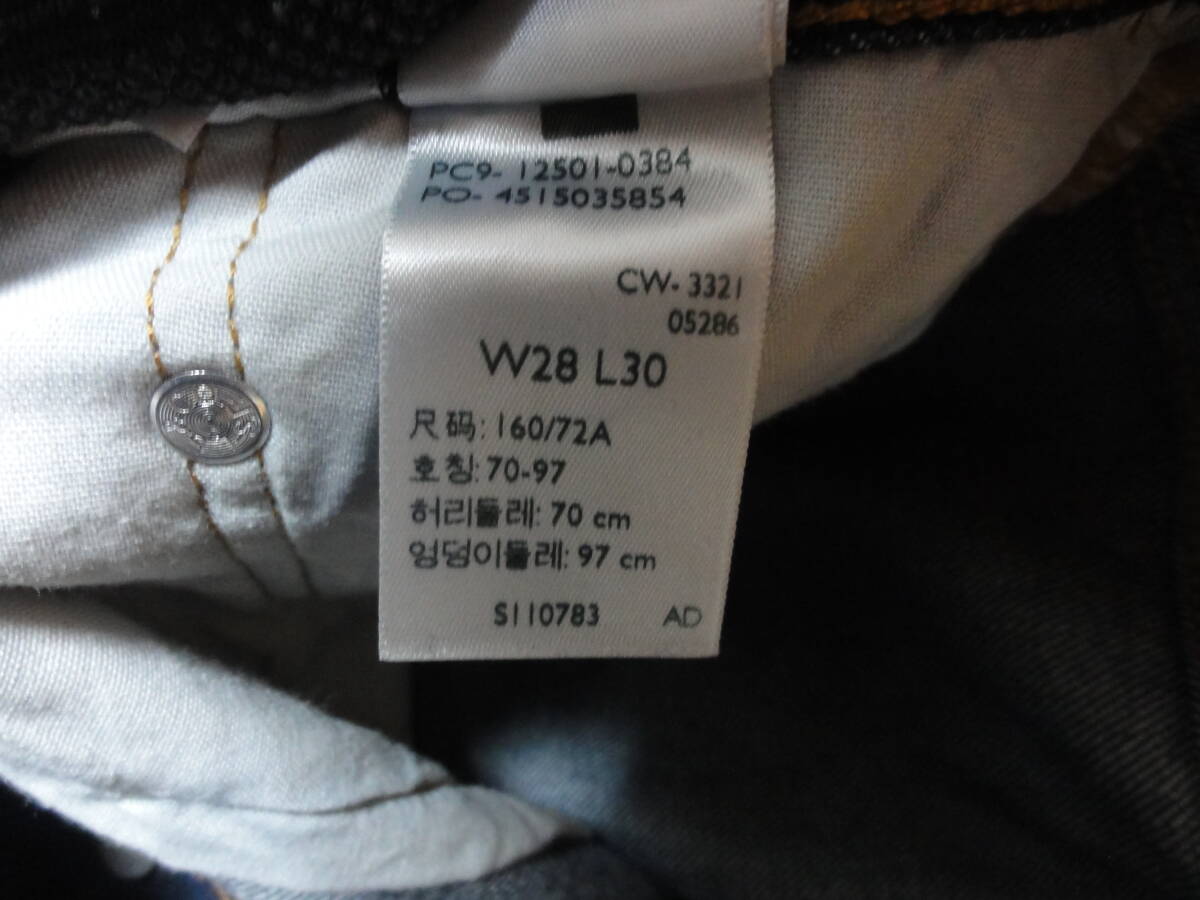 PC9- 12501-0384
PO- 4515035854
CW- 3321
05286
W28 L30
尺码: 160/72A
호칭: 70-97
허리둘레: 70 cm
엉덩이둘레: 97 cm
S110783 AD